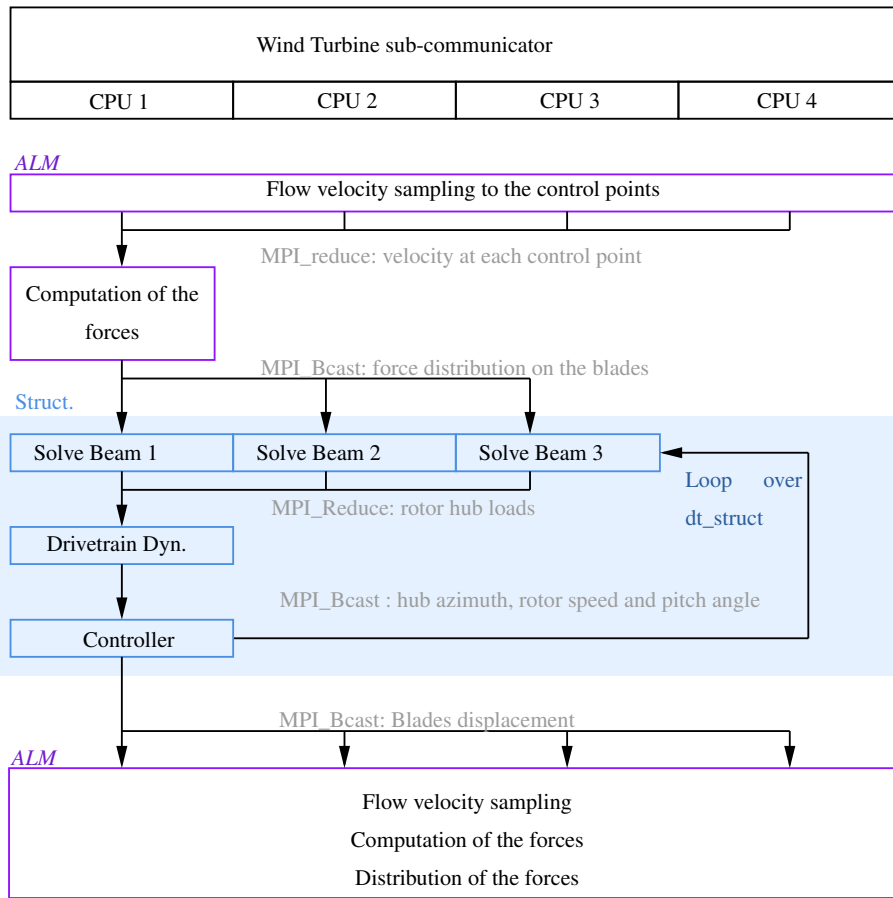 Wind Turbine sub-communicator
CPU 1 CPU 2 CPU 3 CPU 4
ALM
Flow velocity sampling to the control points
MPI_reduce: velocity at each control point
Computation of the
forces
MPI_Bcast: force distribution on the blades
Struct.
Solve Beam 1 Solve Beam 2 Solve Beam 3
Loop over
dt_struct
MPI_Reduce: rotor hub loads
Drivetrain Dyn.
MPI_Bcast : hub azimuth, rotor speed and pitch angle
Controller
MPI_Bcast: Blades displacement
ALM
Flow velocity sampling
Computation of the forces
Distribution of the forces